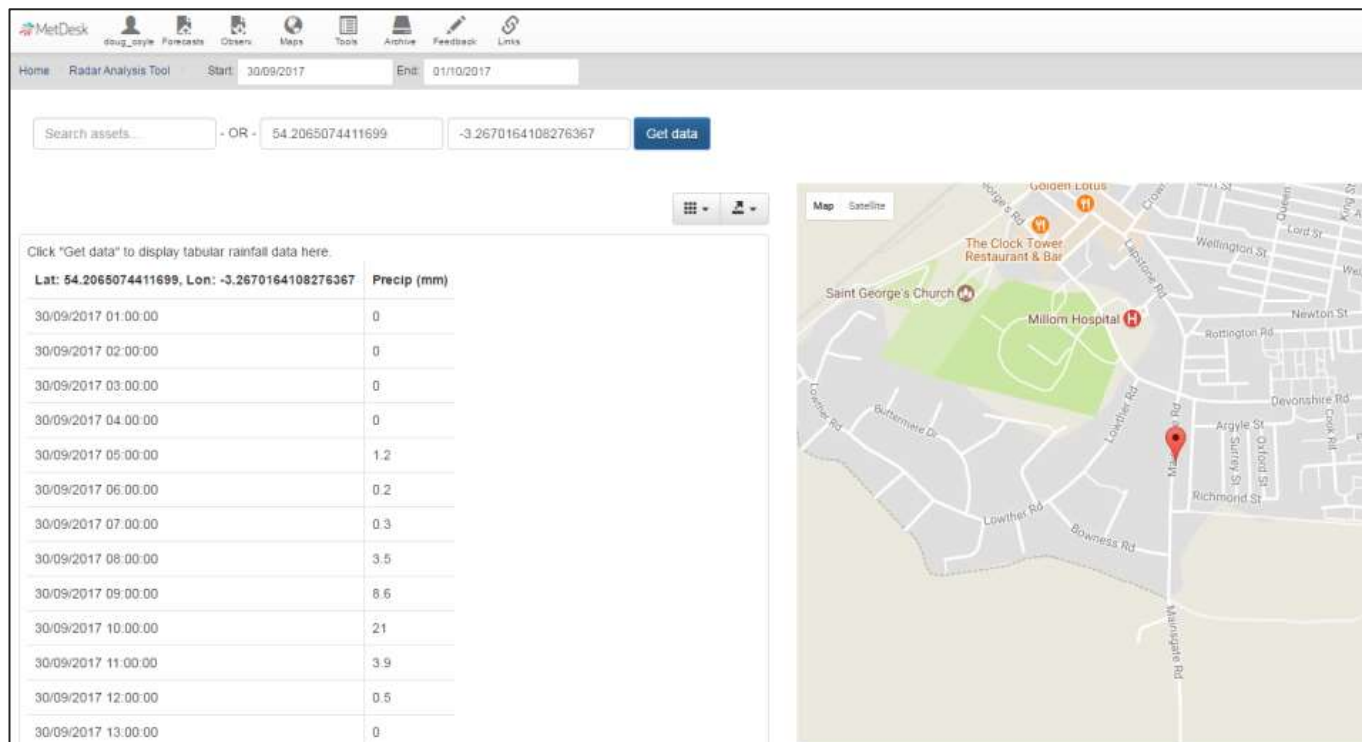 MetDesk
doug_coyle Forecasts Observ. Maps Tools Archive Feedback Links
Home Radar Analysis Tool Start: 30/09/2017 End: 01/10/2017
Search assets... - OR - 54.2065074411699 -3.2670164108276367 Get data
Click "Get data" to display tabular rainfall data here.
Lat: 54.2065074411699, Lon: -3.2670164108276367 Precip (mm)
30/09/2017 01:00:00 0
30/09/2017 02:00:00 0
30/09/2017 03:00:00 0
30/09/2017 04:00:00 0
30/09/2017 05:00:00 1.2
30/09/2017 06:00:00 0.2
30/09/2017 07:00:00 0.3
30/09/2017 08:00:00 3.5
30/09/2017 09:00:00 8.6
30/09/2017 10:00:00 21
30/09/2017 11:00:00 3.9
30/09/2017 12:00:00 0.5
30/09/2017 13:00:00 0
Map Satellite
Golden Lotus
The Clock Tower
Restaurant & Bar
Saint George's Church
Millom Hospital H
Lapstone Rd
Wellington St
Lord St
Queen
King St
Newton St
Rottington Rd
Devonshire Rd
Cook Rd
Argyle St
Surrey St
Oxford St
Richmond St
Lowther Rd
Buttermere Dr
Lowther Rd
Lowther Rd
Bowness Rd
Mainsgate Rd